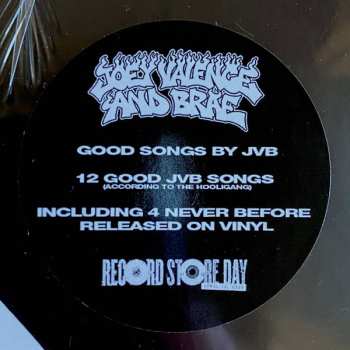 JOEY VALENCE
AND BRAE
GOOD SONGS BY JVB
12 GOOD JVB SONGS
(ACCORDING TO THE HOOLIGANG)
INCLUDING 4 NEVER BEFORE
RELEASED ON VINYL
RECORD STORE DAY